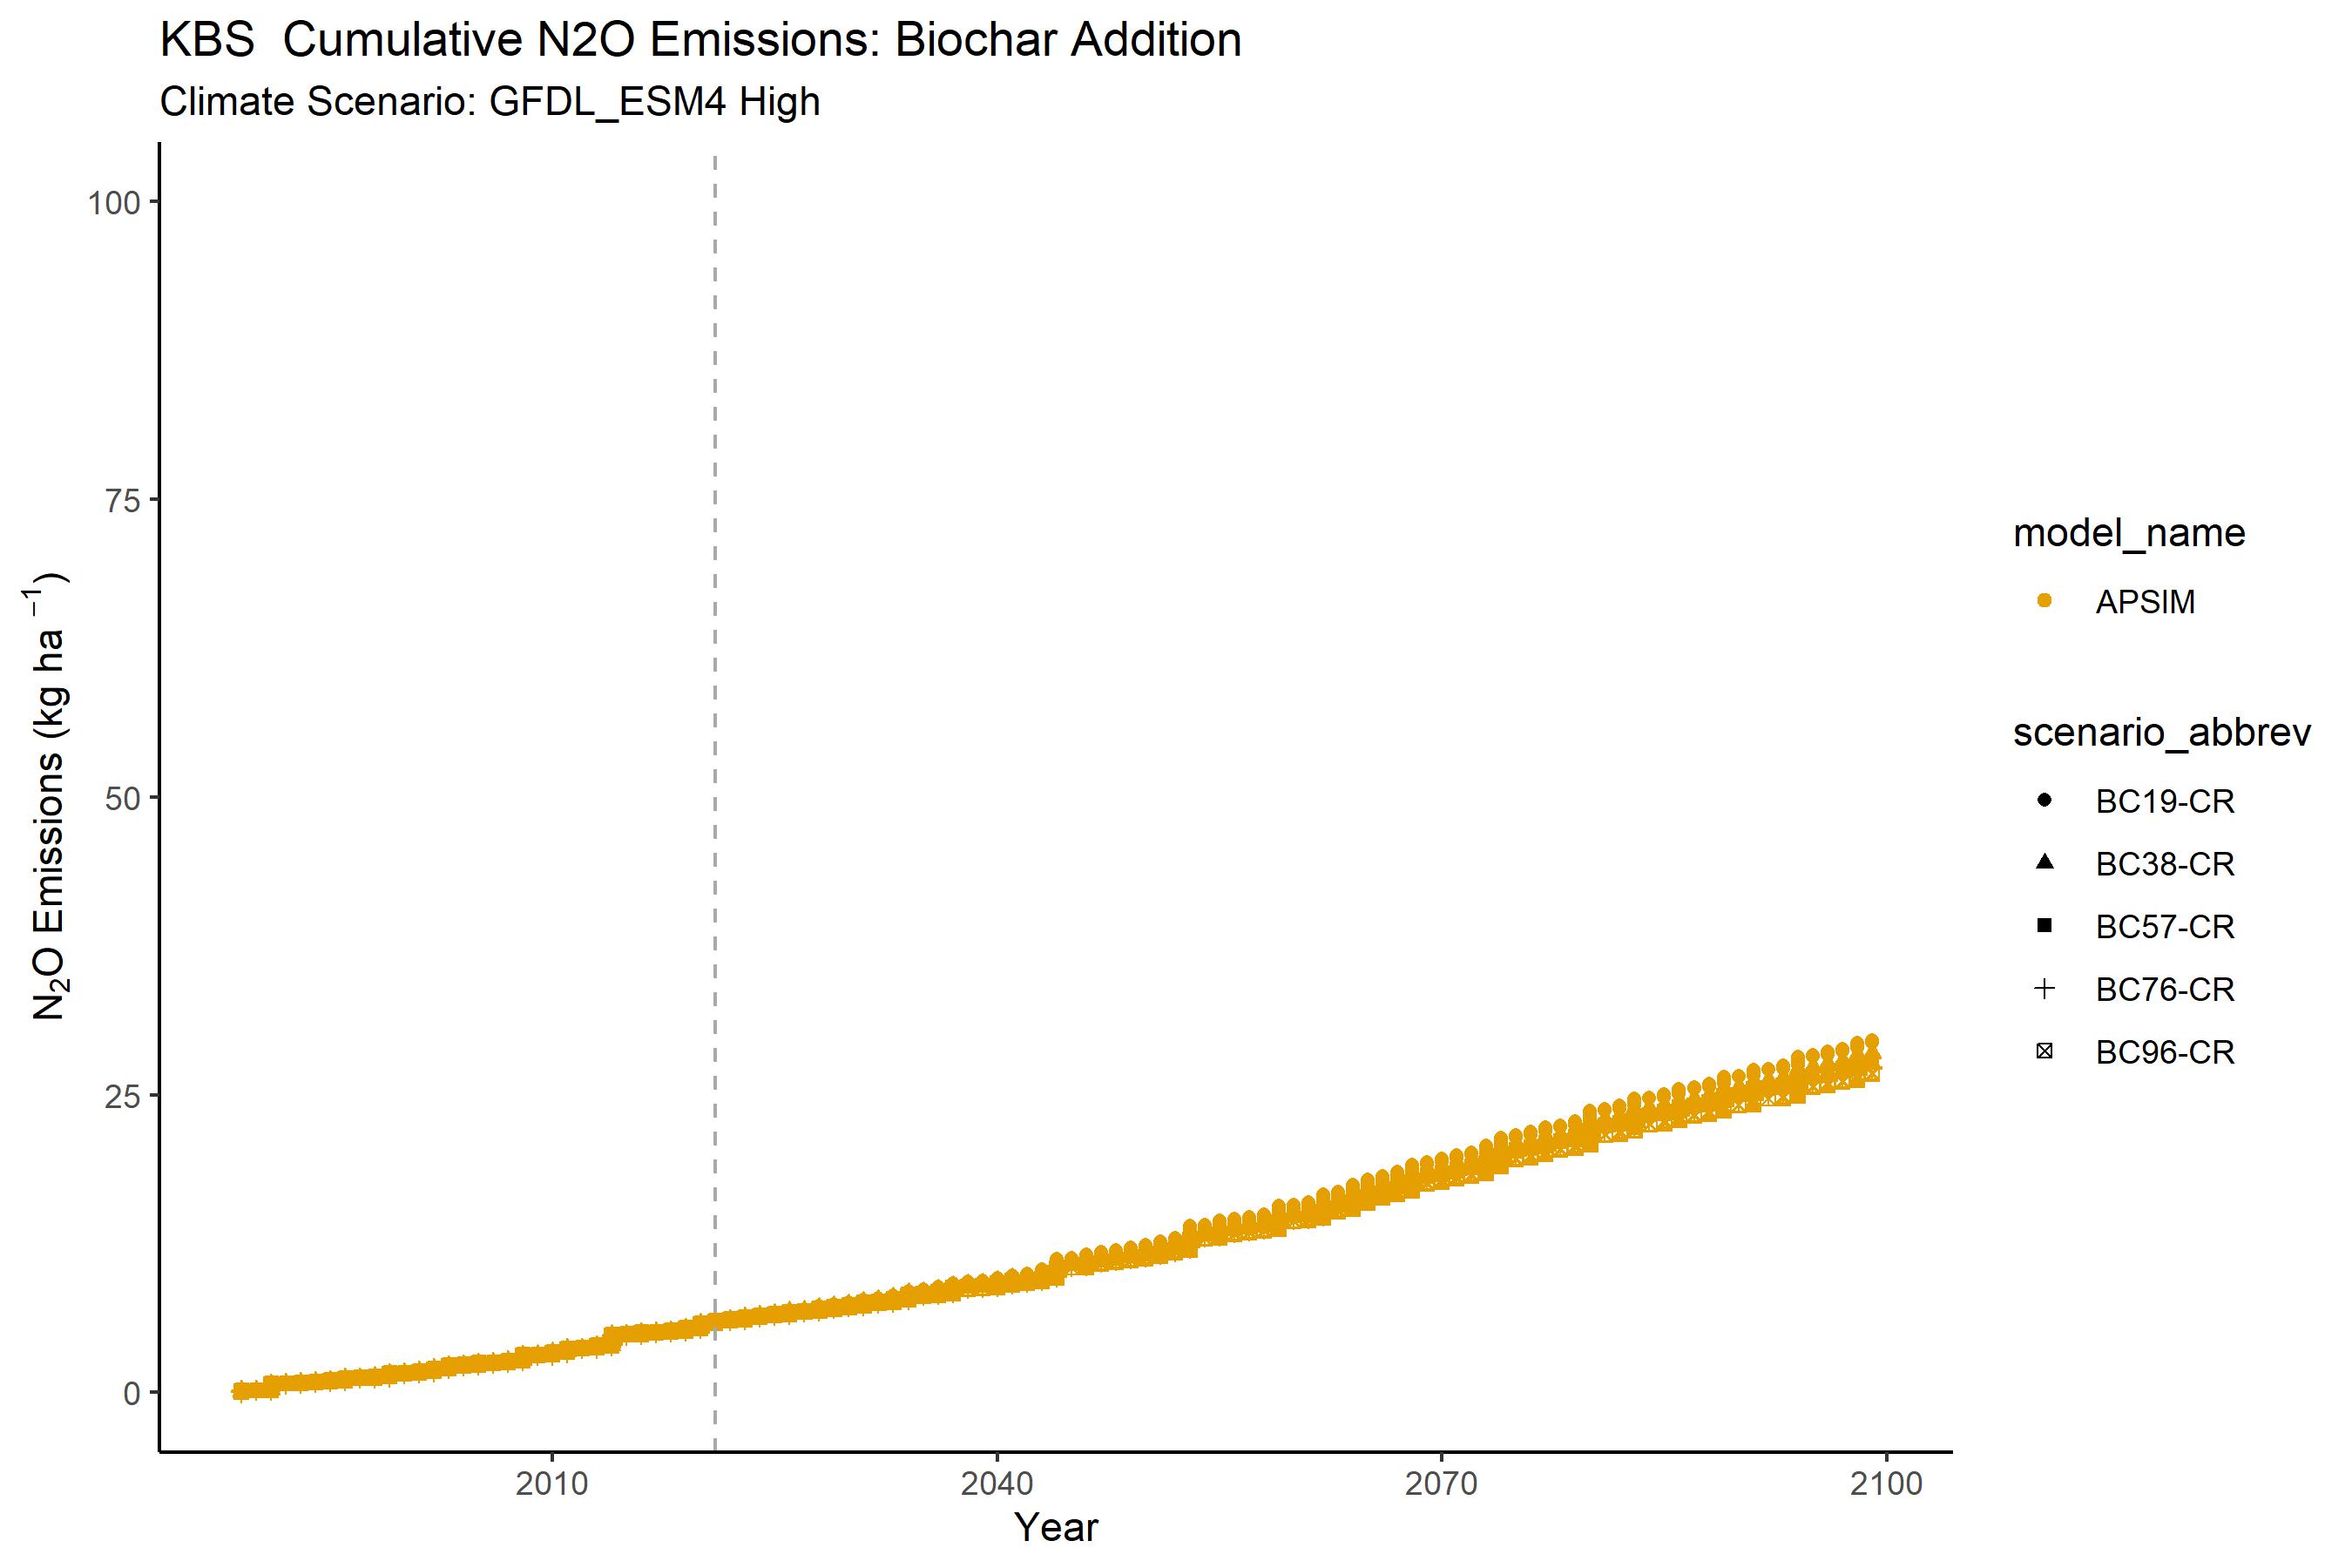 KBS  Cumulative N2O Emissions: Biochar Addition
Climate Scenario: GFDL_ESM4 High
N₂O Emissions (kg ha ⁻¹)
100
75
50
25
0
2010
2040
2070
2100
Year
model_name
APSIM
scenario_abbrev
BC19-CR
BC38-CR
BC57-CR
BC76-CR
BC96-CR